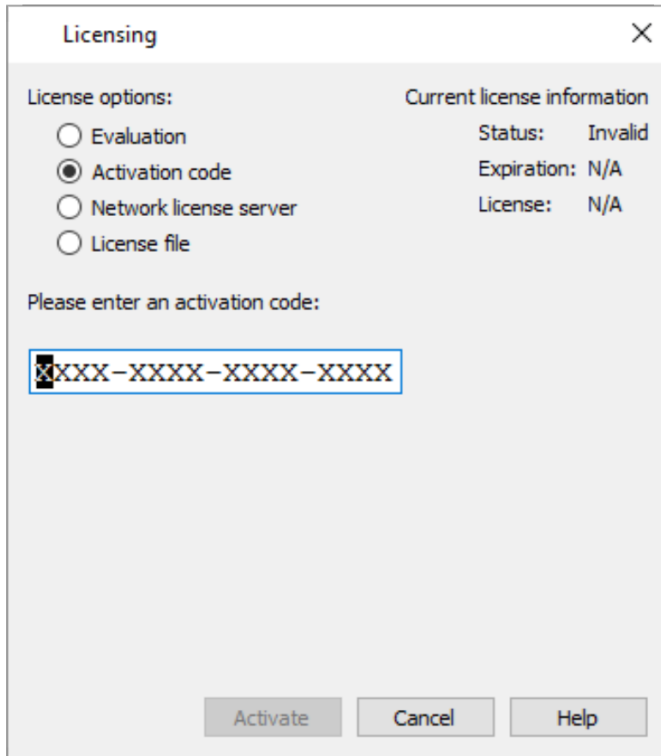 Licensing
License options:
Evaluation
Activation code
Network license server
License file
Current license information
Status: Invalid
Expiration: N/A
License: N/A
Please enter an activation code:
XXXX-XXXX-XXXX-XXXX
Activate Cancel Help